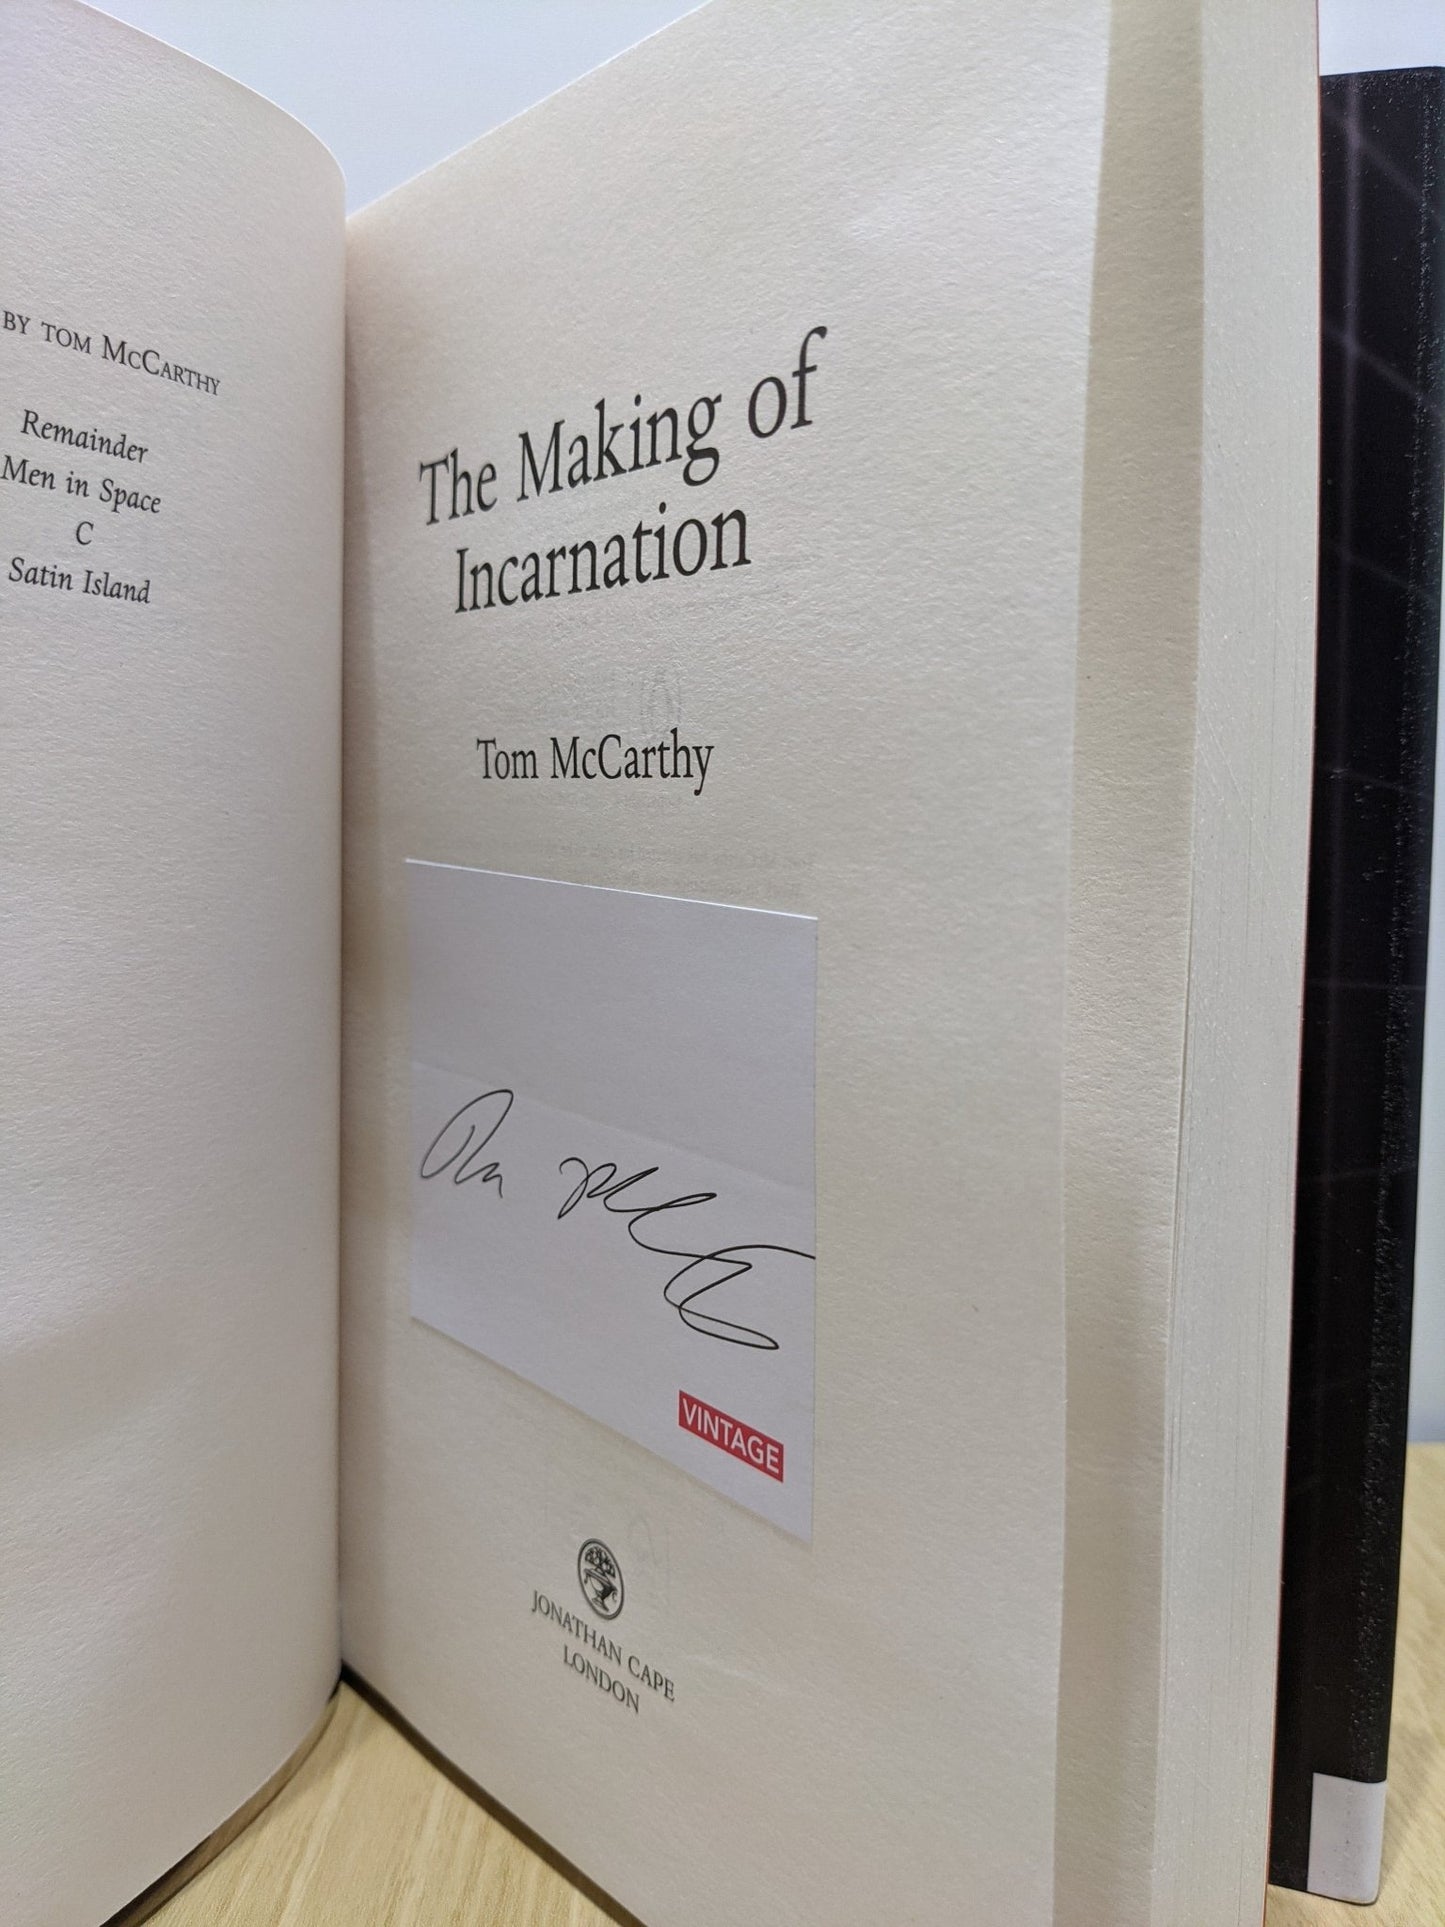 BY TOM McCARTHY
Remainder
Men in Space
C
Satin Island
The Making of
Incarnation
Tom McCarthy
VINTAGE
JONATHAN CAPE
LONDON